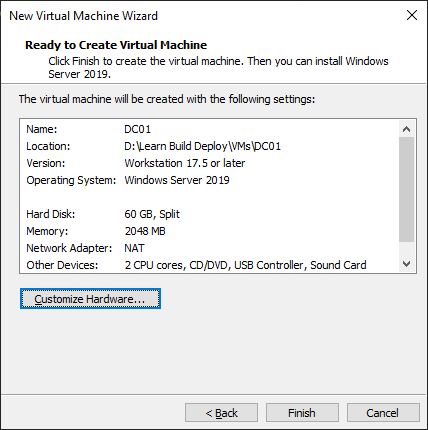 New Virtual Machine Wizard
Ready to Create Virtual Machine
Click Finish to create the virtual machine. Then you can install Windows
Server 2019.
The virtual machine will be created with the following settings:
Name: DC01
Location: D:\Learn Build Deploy\VMs\DC01
Version: Workstation 17.5 or later
Operating System: Windows Server 2019
Hard Disk: 60 GB, Split
Memory: 2048 MB
Network Adapter: NAT
Other Devices: 2 CPU cores, CD/DVD, USB Controller, Sound Card
Customize Hardware...
< Back Finish Cancel